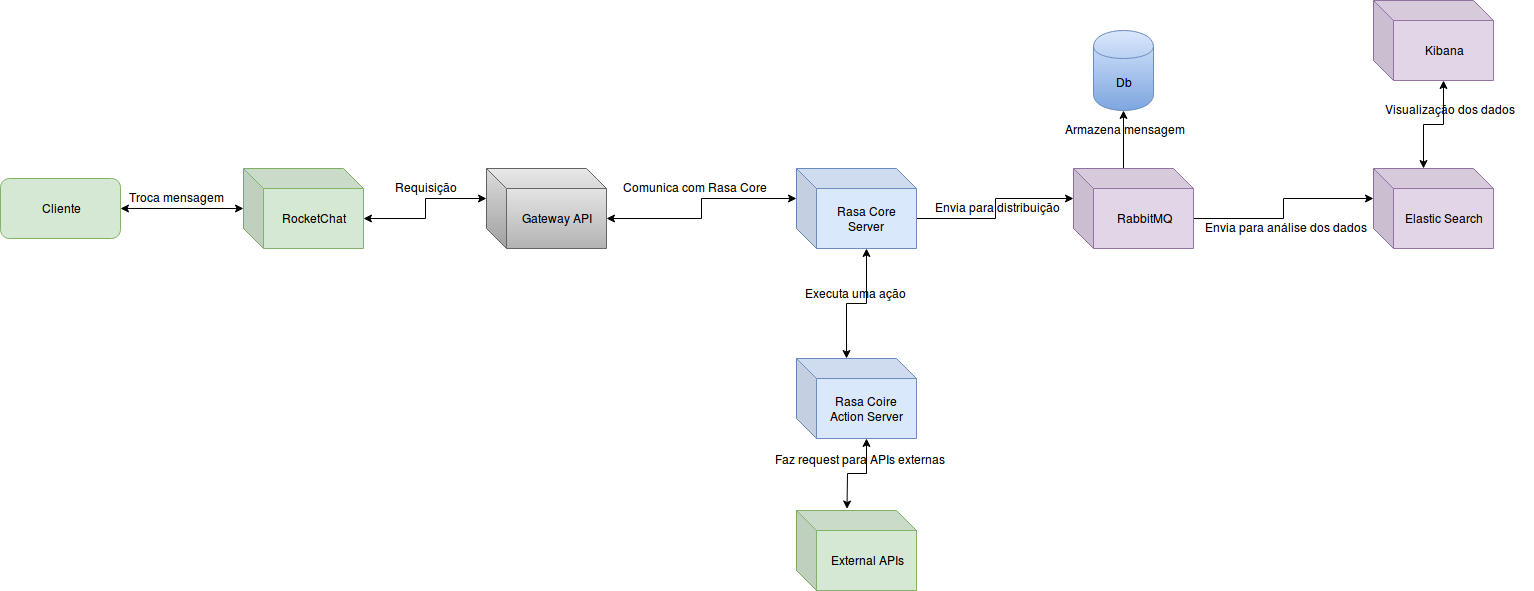 Kibana
Db
Visualização dos dados
Armazena mensagem
Cliente
Troca mensagem
RocketChat
Requisição
Gateway API
Comunica com Rasa Core
Rasa Core
Server
Envia para distribuição
RabbitMQ
Envia para análise dos dados
Elastic Search
Executa uma ação
Rasa Coire
Action Server
Faz request para APIs externas
External APIs